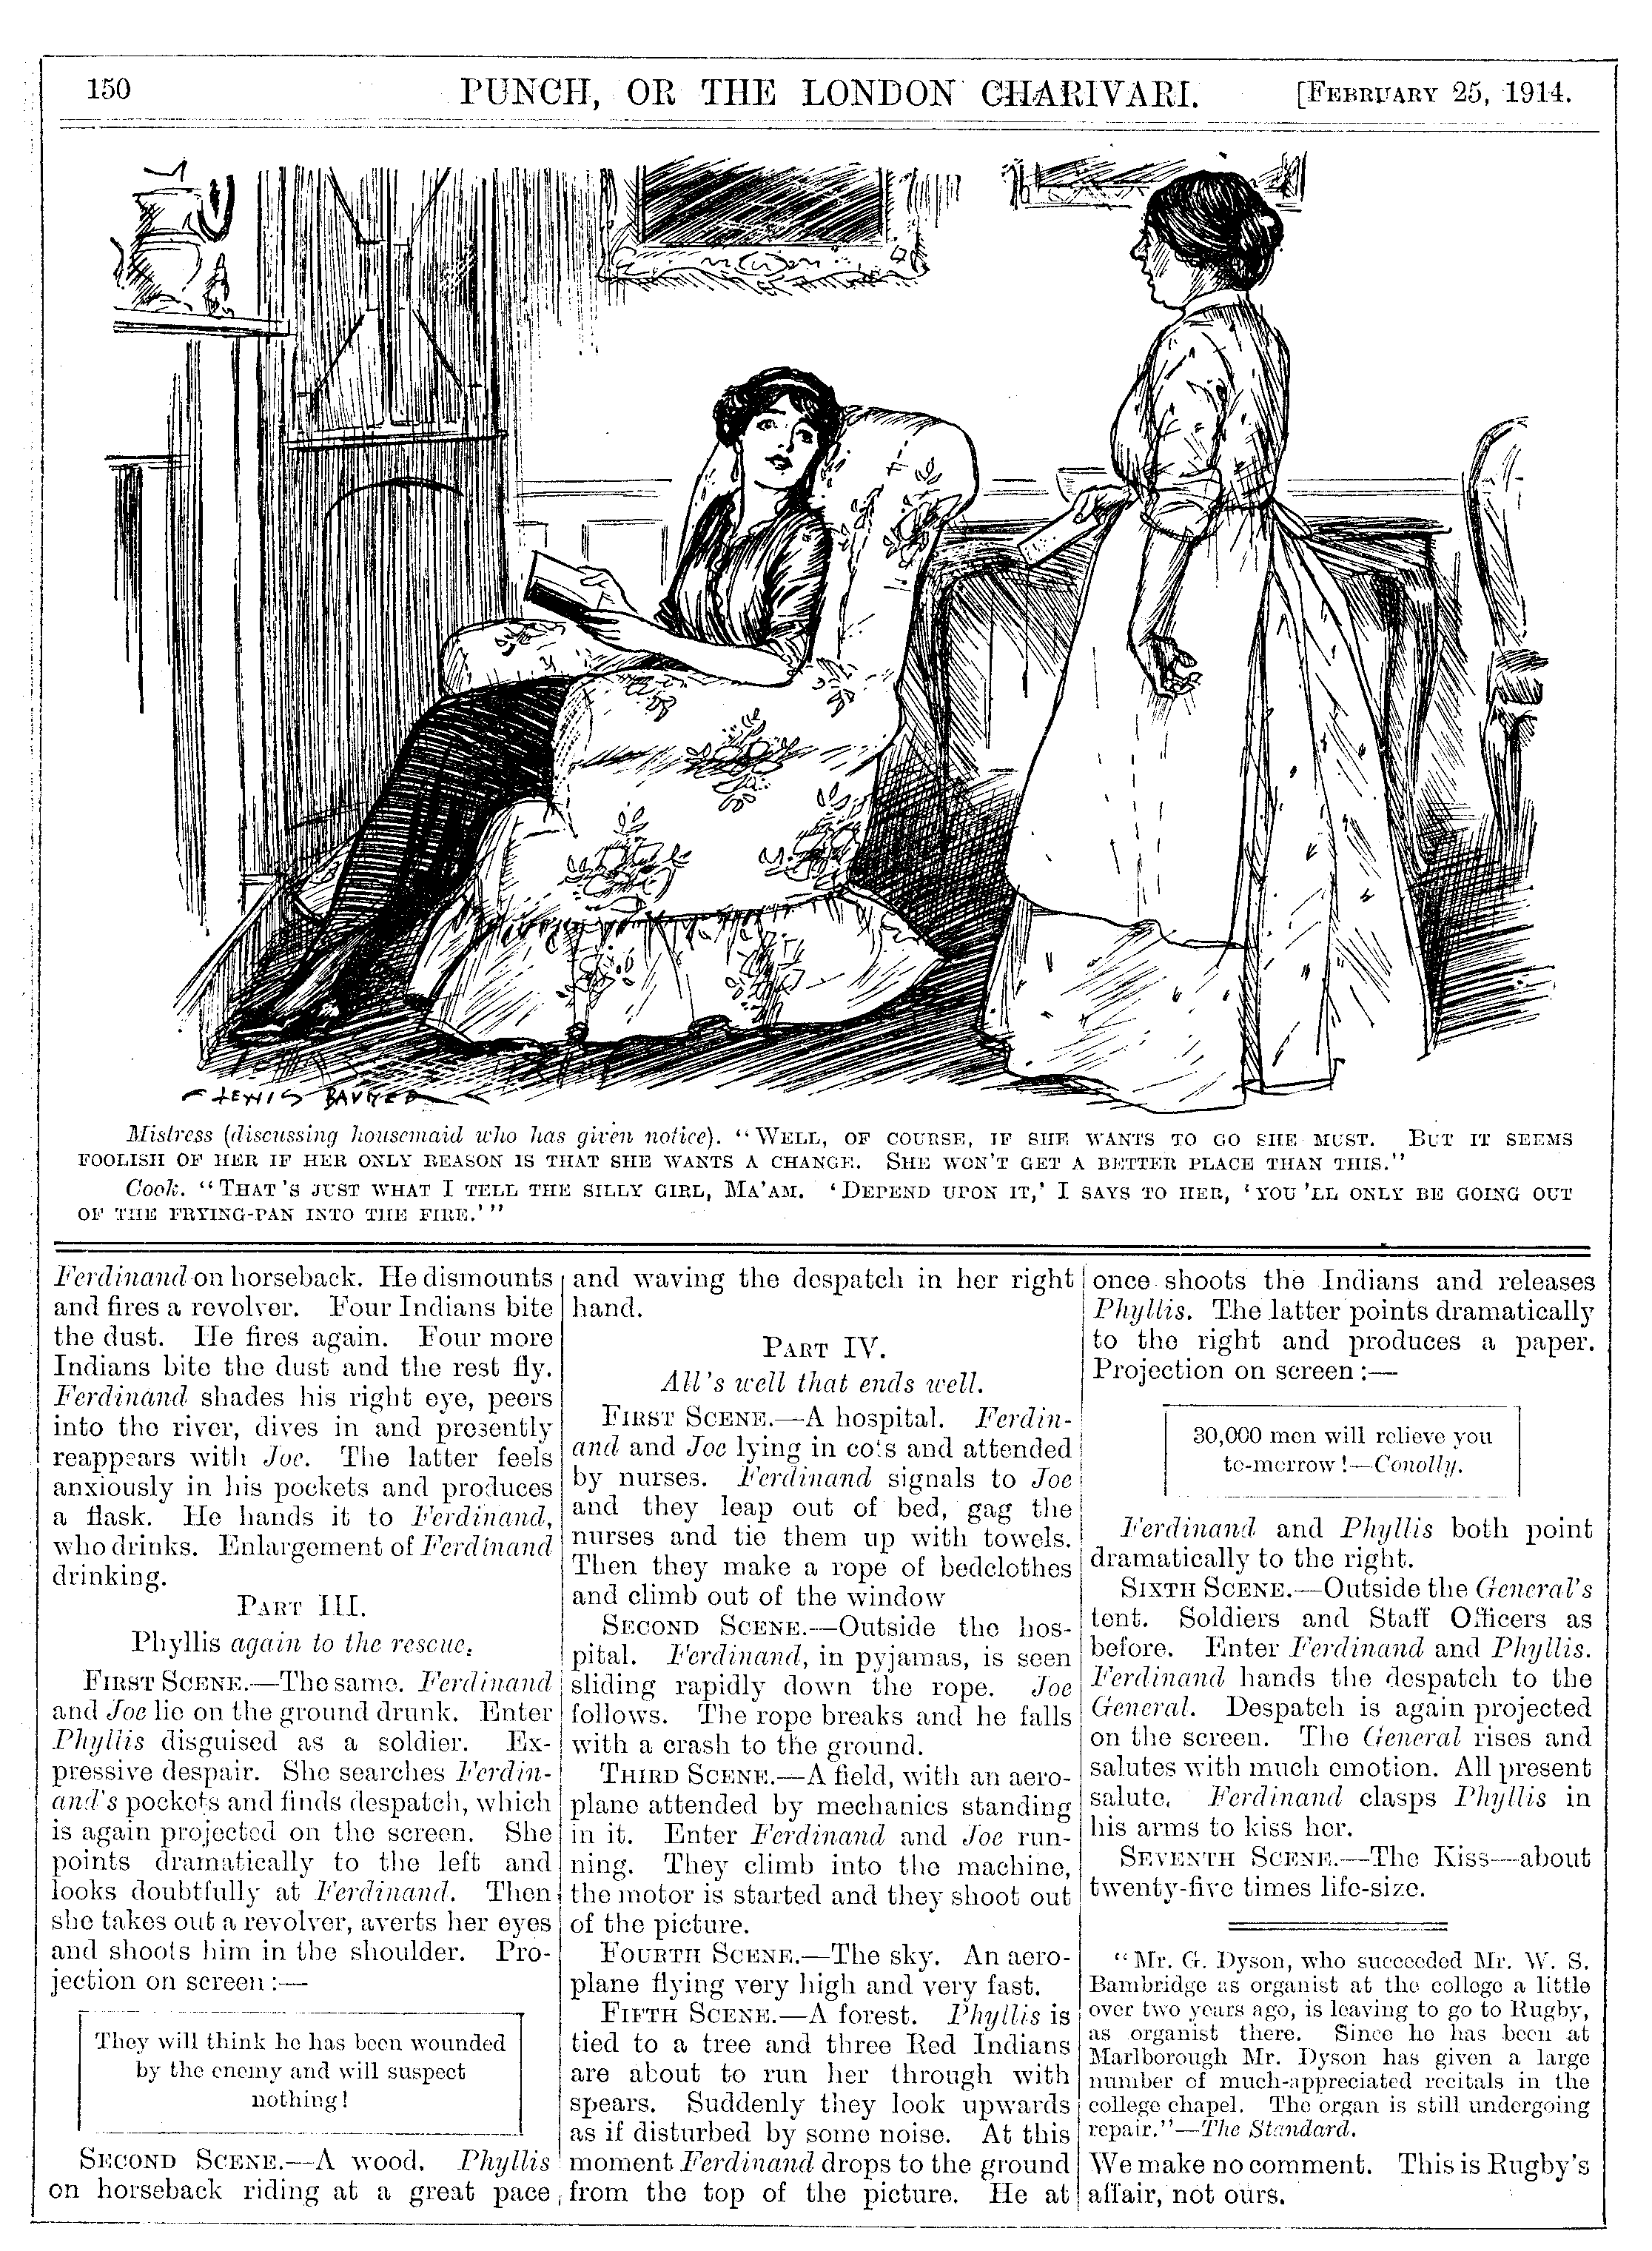 150
PUNCH, OR THE LONDON CHARIVARI.
[FEBRUARY 25, 1914.
LEWIS BAUMER
Mistress (discussing housemaid who has given notice). "WELL, OF COURSE, IF SHE WANTS TO GO SHE MUST. BUT IT SEEMS
FOOLISH OF HER IF HER ONLY REASON IS THAT SHE WANTS A CHANGE. SHE WON'T GET A BETTER PLACE THAN THIS."
Cook. "THAT'S JUST WHAT I TELL THE SILLY GIRL, MA'AM. 'DEPEND UPON IT,' I SAYS TO HER, 'YOU'LL ONLY BE GOING OUT
OF THE FRYING-PAN INTO THE FIRE.'"
Ferdinand on horseback. He dismounts
and fires a revolver. Four Indians bite
the dust. He fires again. Four more
Indians bite the dust and the rest fly.
Ferdinand shades his right eye, peers
into the river, dives in and presently
reappears with Joe. The latter feels
anxiously in his pockets and produces
a flask. He hands it to Ferdinand,
who drinks. Enlargement of Ferdinand
drinking.
PART III.
Phyllis again to the rescue.
FIRST SCENE.—The same. Ferdinand
and Joe lie on the ground drunk. Enter
Phyllis disguised as a soldier. Ex-
pressive despair. She searches Ferdin-
and's pockets and finds despatch, which
is again projected on the screen. She
points dramatically to the left and
looks doubtfully at Ferdinand. Then
she takes out a revolver, averts her eyes
and shoots him in the shoulder. Pro-
jection on screen:—
They will think he has been wounded
by the enemy and will suspect
nothing!
SECOND SCENE.—A wood. Phyllis
on horseback riding at a great pace
and waving the despatch in her right
hand.
PART IV.
All's well that ends well.
FIRST SCENE.—A hospital. Ferdin-
and and Joe lying in cots and attended
by nurses. Ferdinand signals to Joe
and they leap out of bed, gag the
nurses and tie them up with towels.
Then they make a rope of bedclothes
and climb out of the window
SECOND SCENE.—Outside the hos-
pital. Ferdinand, in pyjamas, is seen
sliding rapidly down the rope. Joe
follows. The rope breaks and he falls
with a crash to the ground.
THIRD SCENE.—A field, with an aero-
plane attended by mechanics standing
in it. Enter Ferdinand and Joe run-
ning. They climb into the machine,
the motor is started and they shoot out
of the picture.
FOURTH SCENE.—The sky. An aero-
plane flying very high and very fast.
FIFTH SCENE.—A forest. Phyllis is
tied to a tree and three Red Indians
are about to run her through with
spears. Suddenly they look upwards
as if disturbed by some noise. At this
moment Ferdinand drops to the ground
from the top of the picture. He at
once shoots the Indians and releases
Phyllis. The latter points dramatically
to the right and produces a paper.
Projection on screen:—
30,000 men will relieve you
to-morrow!—Conolly.
Ferdinand and Phyllis both point
dramatically to the right.
SIXTH SCENE.—Outside the General's
tent. Soldiers and Staff Officers as
before. Enter Ferdinand and Phyllis.
Ferdinand hands the despatch to the
General. Despatch is again projected
on the screen. The General rises and
salutes with much emotion. All present
salute. Ferdinand clasps Phyllis in
his arms to kiss her.
SEVENTH SCENE.—The Kiss—about
twenty-five times life-size.
"Mr. G. Dyson, who succeeded Mr. W. S.
Bambridge as organist at the college a little
over two years ago, is leaving to go to Rugby,
as organist there. Since he has been at
Marlborough Mr. Dyson has given a large
number of much-appreciated recitals in the
college chapel. The organ is still undergoing
repair."—The Standard.
We make no comment. This is Rugby's
affair, not ours.